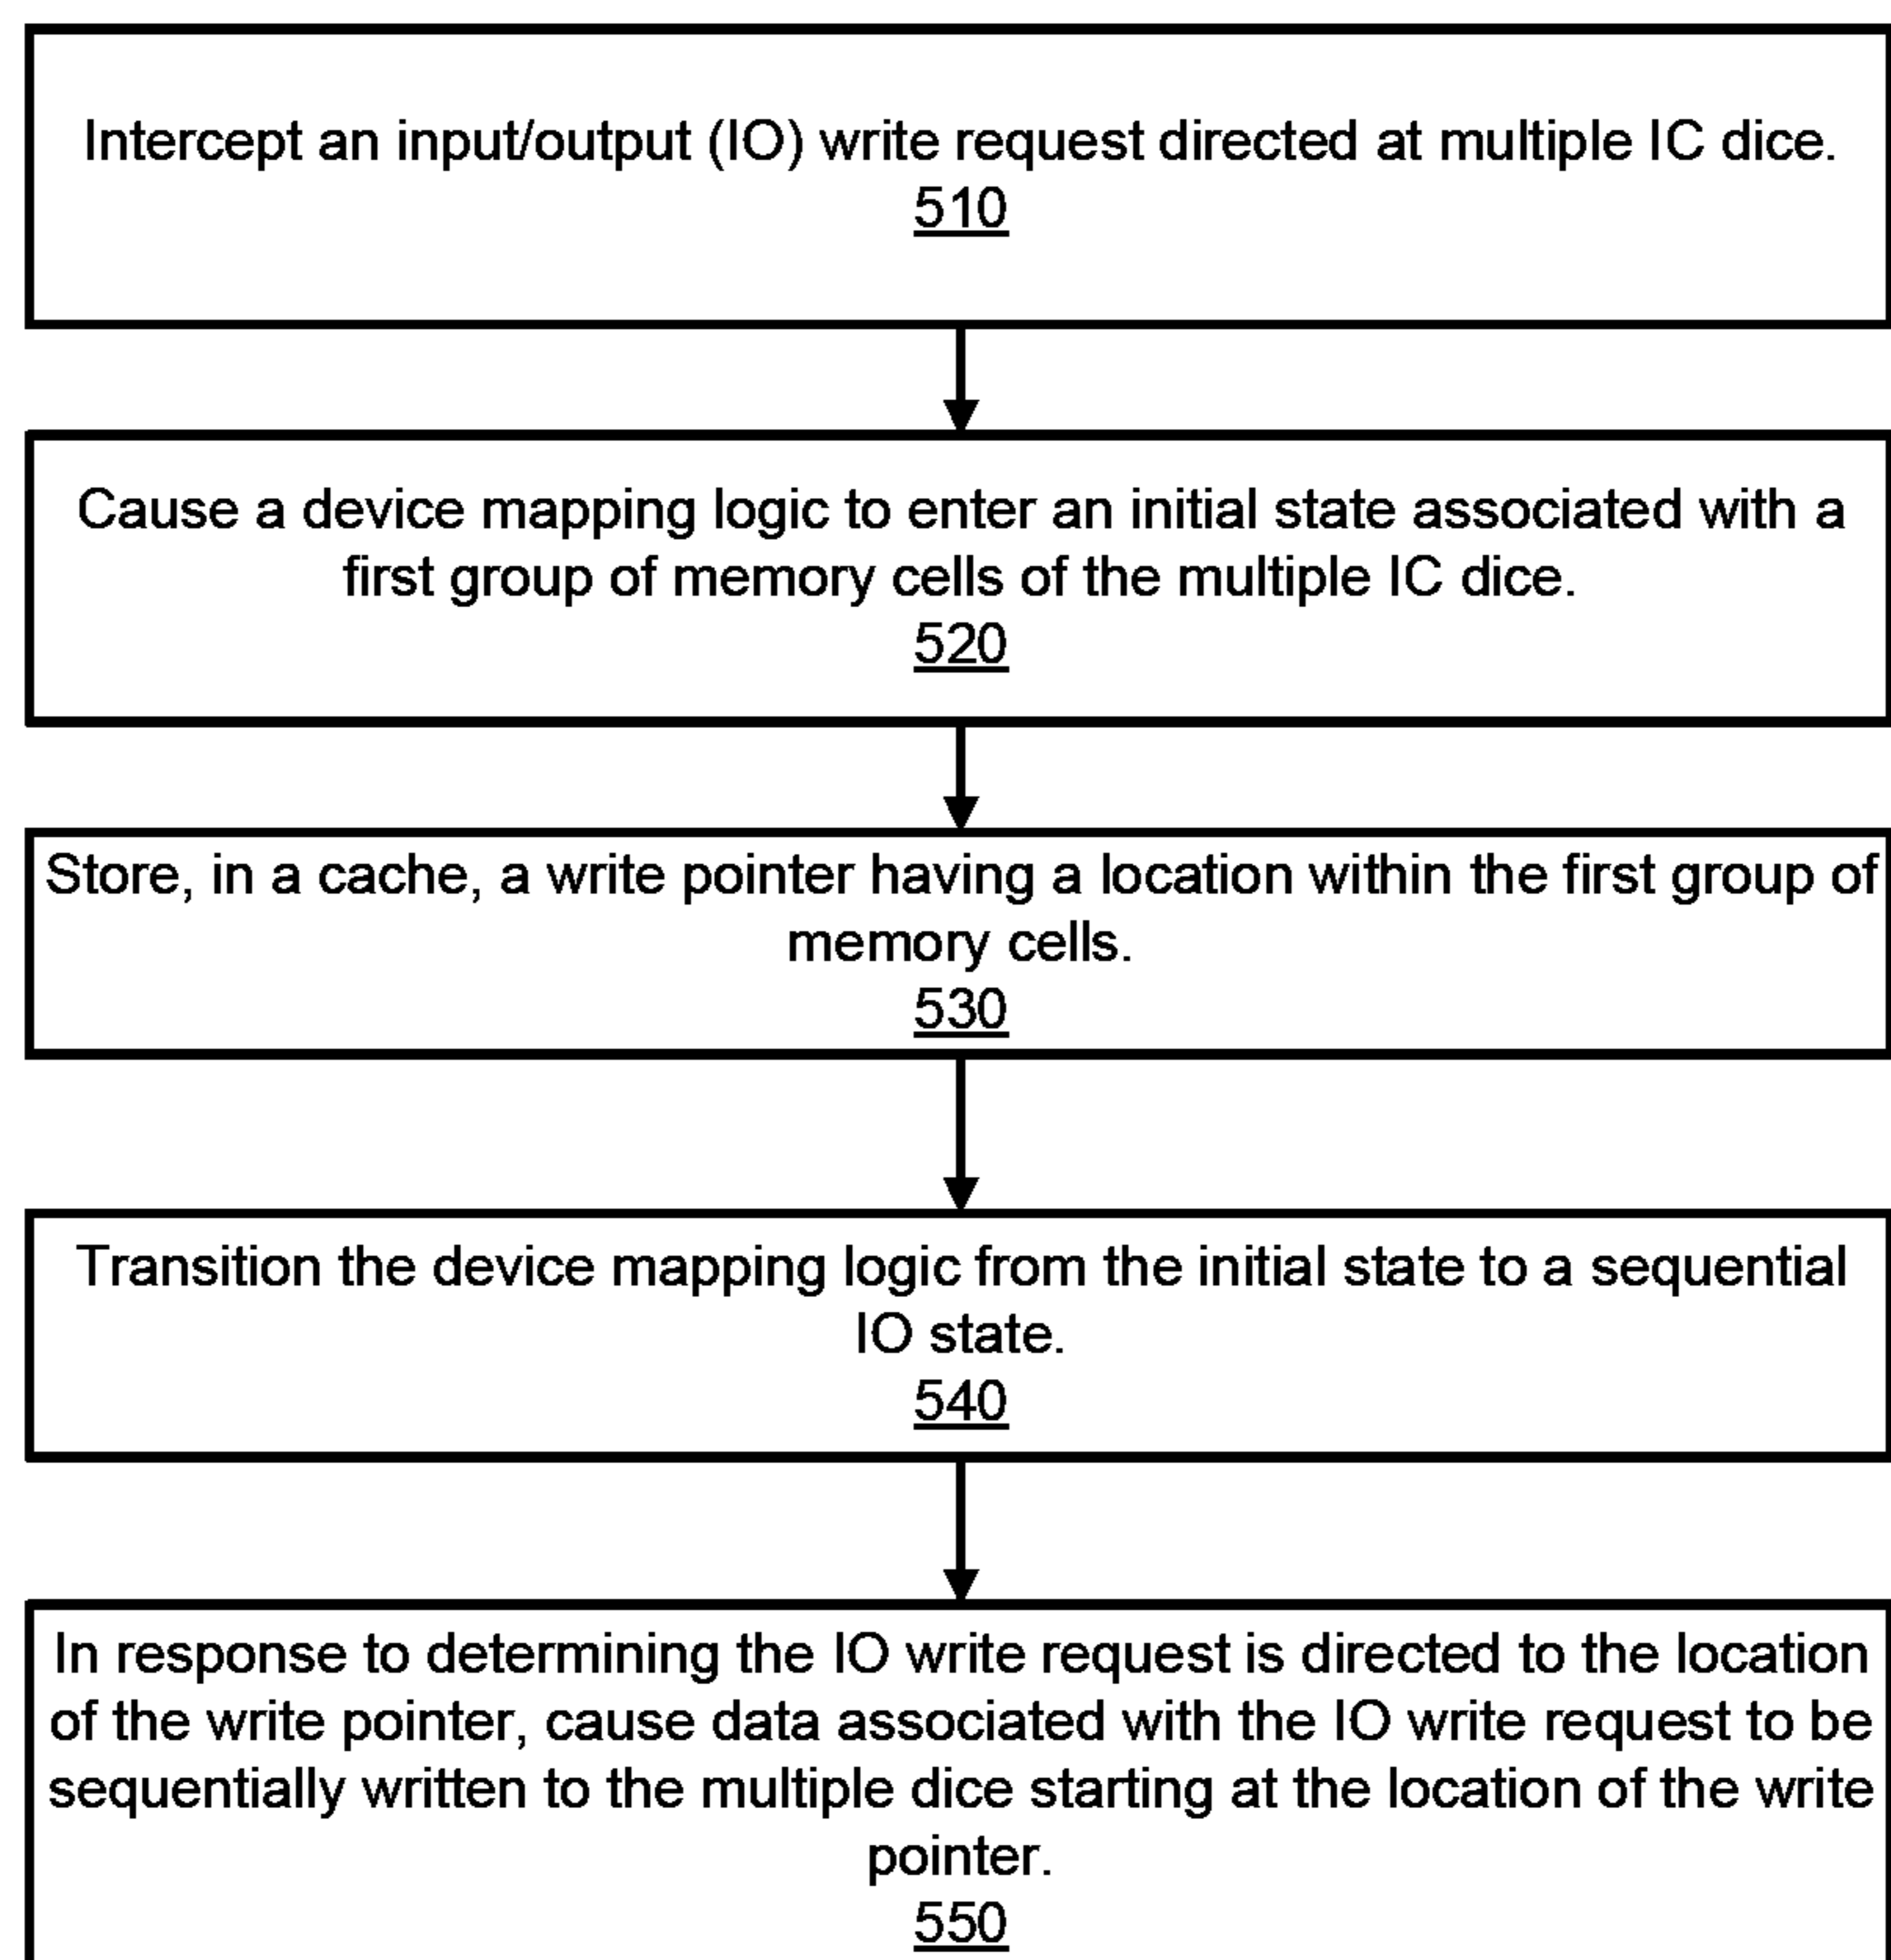 Intercept an input/output (IO) write request directed at multiple IC dice.
510
Cause a device mapping logic to enter an initial state associated with a
first group of memory cells of the multiple IC dice.
520
Store, in a cache, a write pointer having a location within the first group of
memory cells.
530
Transition the device mapping logic from the initial state to a sequential
IO state.
540
In response to determining the IO write request is directed to the location
of the write pointer, cause data associated with the IO write request to be
sequentially written to the multiple dice starting at the location of the write
pointer.
550